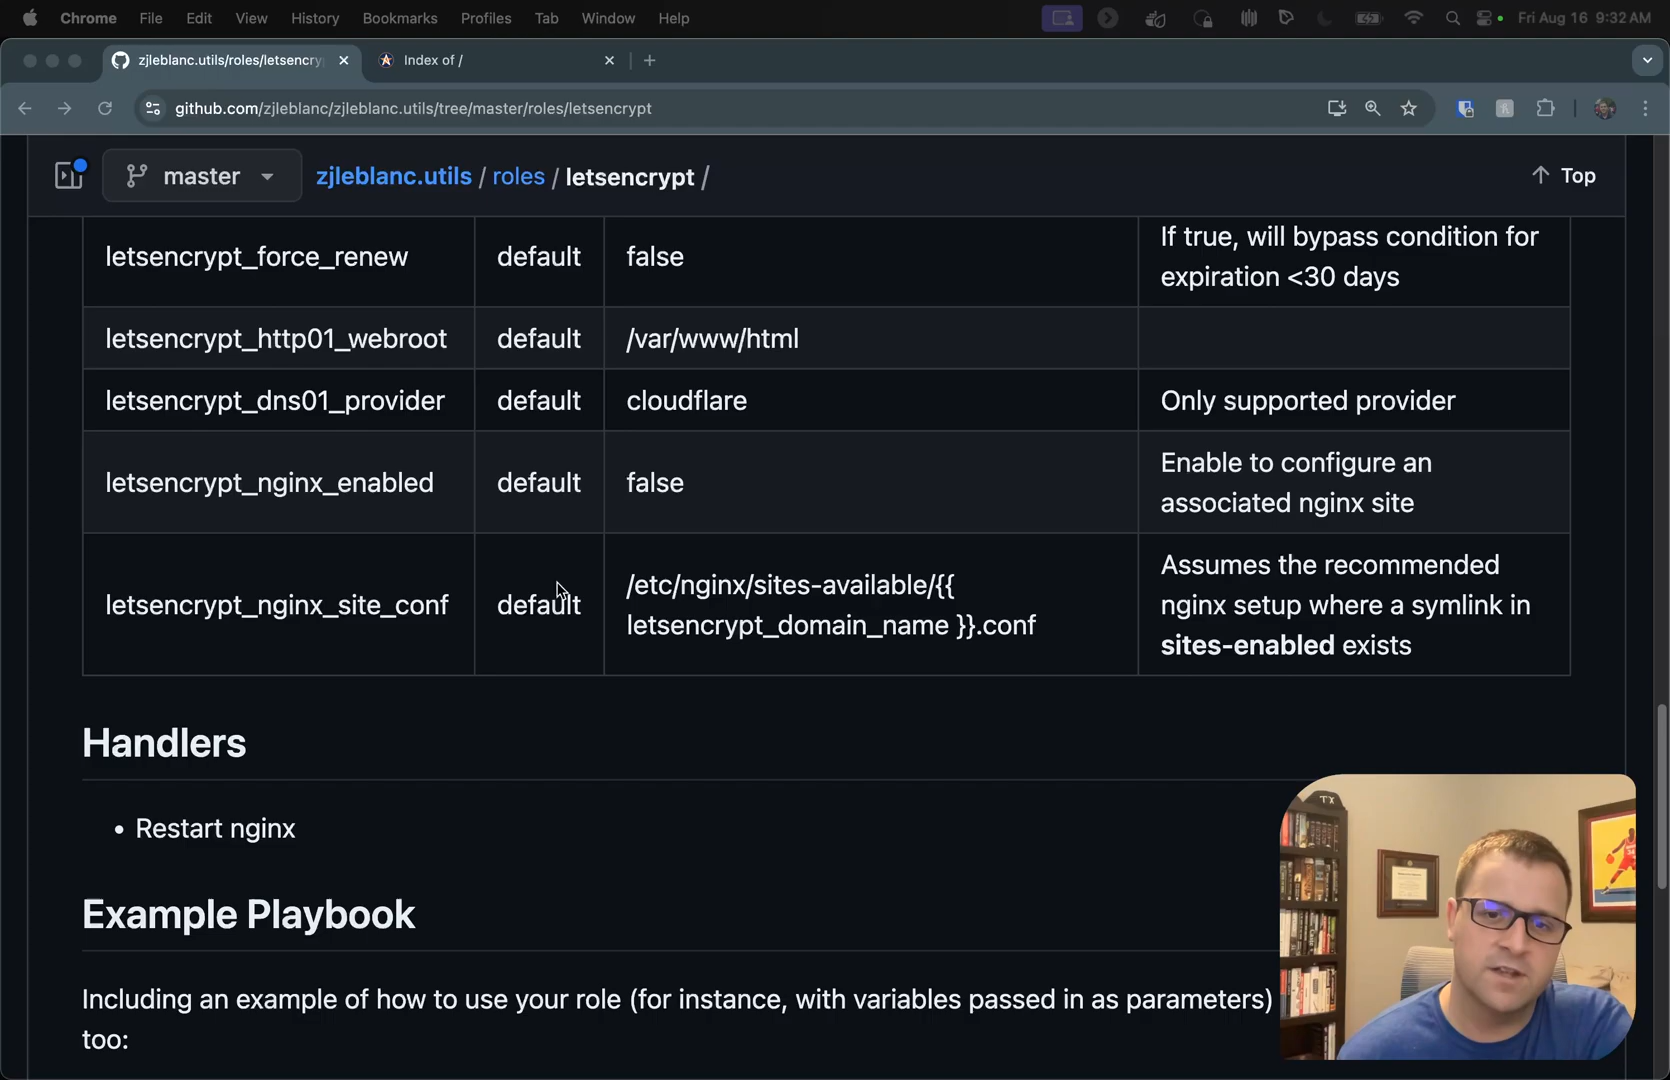 Chrome File Edit View History Bookmarks Profiles Tab Window Help Fri Aug 16 9:32 AM
zjleblanc.utils/roles/letsencry Index of /
github.com/zjleblanc/zjleblanc.utils/tree/master/roles/letsencrypt
master zjleblanc.utils / roles / letsencrypt / Top
letsencrypt_force_renew default false If true, will bypass condition for
expiration <30 days
letsencrypt_http01_webroot default /var/www/html
letsencrypt_dns01_provider default cloudflare Only supported provider
letsencrypt_nginx_enabled default false Enable to configure an
associated nginx site
letsencrypt_nginx_site_conf default /etc/nginx/sites-available/{{
letsencrypt_domain_name }}.conf
Assumes the recommended
nginx setup where a symlink in
sites-enabled exists
Handlers
• Restart nginx
Example Playbook
Including an example of how to use your role (for instance, with variables passed in as parameters)
too: